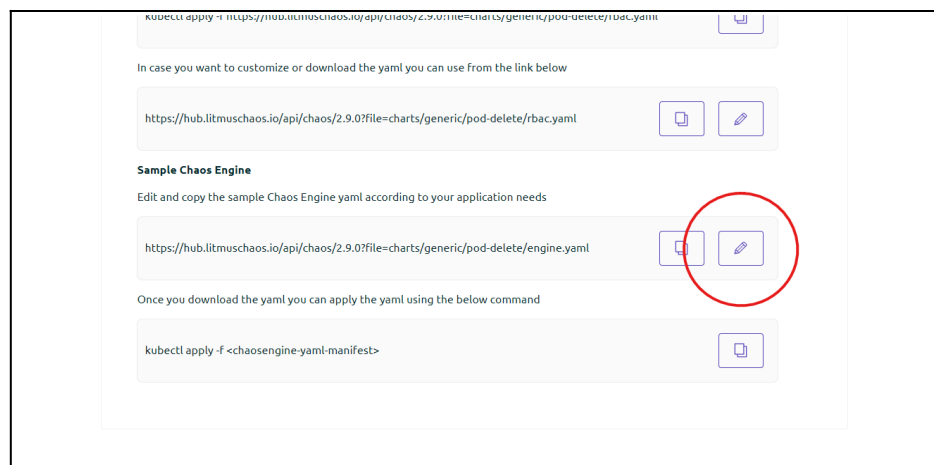 kubectl apply -f https://hub.litmuschaos.io/api/chaos/2.9.0?file=charts/generic/pod-delete/rbac.yaml
In case you want to customize or download the yaml you can use from the link below
https://hub.litmuschaos.io/api/chaos/2.9.0?file=charts/generic/pod-delete/rbac.yaml
Sample Chaos Engine
Edit and copy the sample Chaos Engine yaml according to your application needs
https://hub.litmuschaos.io/api/chaos/2.9.0?file=charts/generic/pod-delete/engine.yaml
Once you download the yaml you can apply the yaml using the below command
kubectl apply -f <chaosengine-yaml-manifest>